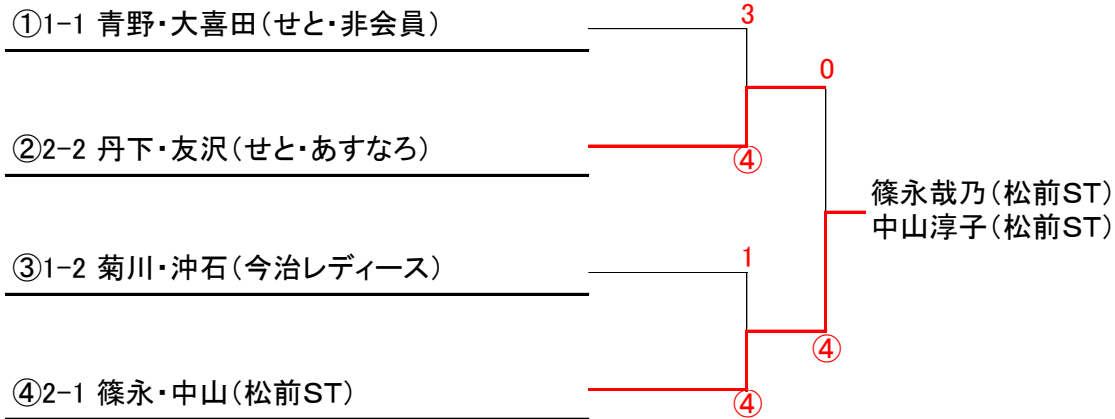 ①1-1 青野・大喜田(せと・非会員)
3
0
②2-2 丹下・友沢(せと・あすなろ)
④
篠永哉乃(松前ST)
中山淳子(松前ST)
③1-2 菊川・沖石(今治レディース)
1
④
④2-1 篠永・中山(松前ST)
④